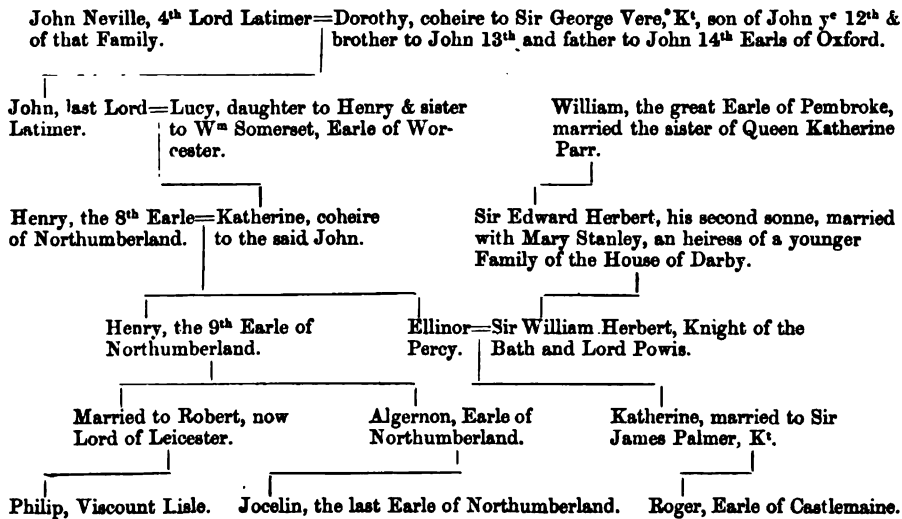 John Neville, 4th Lord Latimer=Dorothy, coheire to Sir George Vere, Kt, son of John ye 12th &
of that Family. brother to John 13th and father to John 14th Earls of Oxford.
John, last Lord=Lucy, daughter to Henry & sister
Latimer. to Wm Somerset, Earle of Wor-
cester.
William, the great Earle of Pembroke,
married the sister of Queen Katherine
Parr.
Henry, the 8th Earle=Katherine, coheire
of Northumberland. to the said John.
Sir Edward Herbert, his second sonne, married
with Mary Stanley, an heiress of a younger
Family of the House of Darby.
Henry, the 9th Earle of
Northumberland.
Ellinor=Sir William Herbert, Knight of the
Percy. Bath and Lord Powis.
Married to Robert, now
Lord of Leicester.
Algernon, Earle of
Northumberland.
Katherine, married to Sir
James Palmer, Kt.
Philip, Viscount Lisle.
Jocelin, the last Earle of Northumberland.
Roger, Earle of Castlemaine.